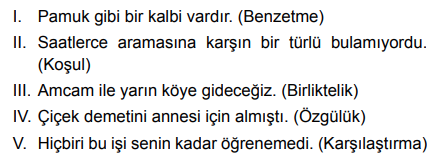 I. Pamuk gibi bir kalbi vardır. (Benzetme)
II. Saatlerce aramasına karşın bir türlü bulamıyordu.
(Koşul)
III. Amcam ile yarın köye gideceğiz. (Birliktelik)
IV. Çiçek demetini annesi için almıştı. (Özgülük)
V. Hiçbiri bu işi senin kadar öğrenemedi. (Karşılaştırma)